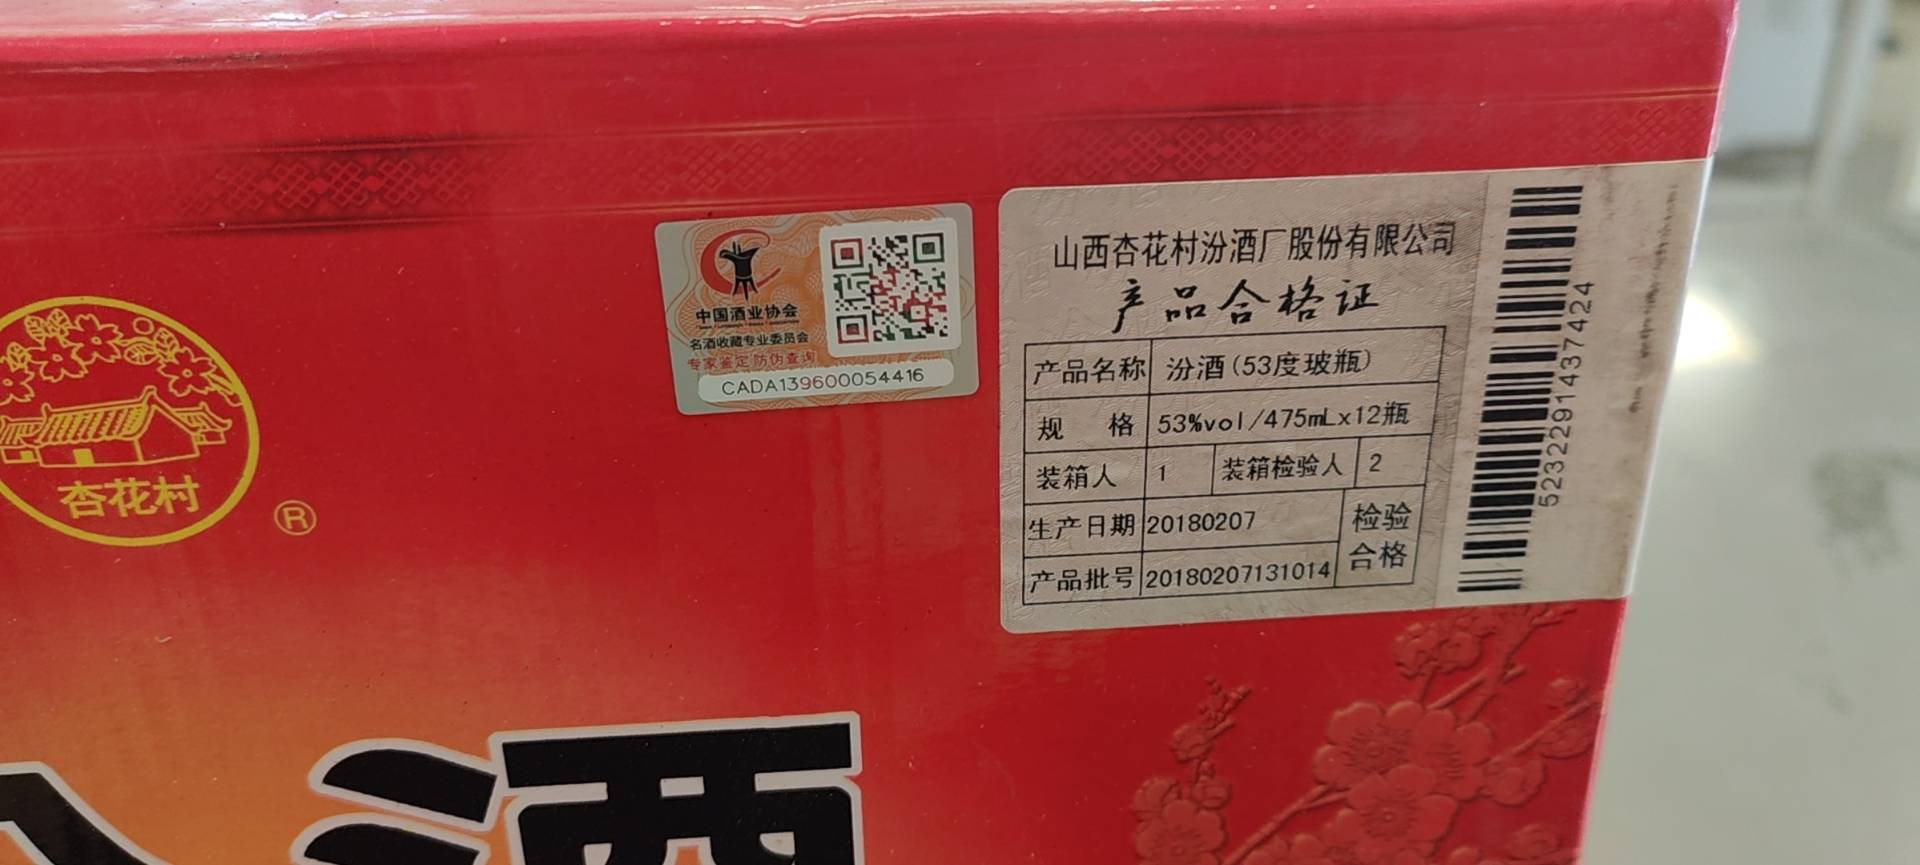 杏花村
®
中国酒业协会
名酒收藏专业委员会
专家鉴定 防伪查询
CADA139600054416
山西杏花村汾酒厂股份有限公司
产品合格证
产品名称 汾酒(53度玻瓶)
规 格 53%vol/475mLx12瓶
装箱人 1 装箱检验人 2
生产日期 20180207 检验
产品批号 20180207131014 合格
523229143742​4
酒